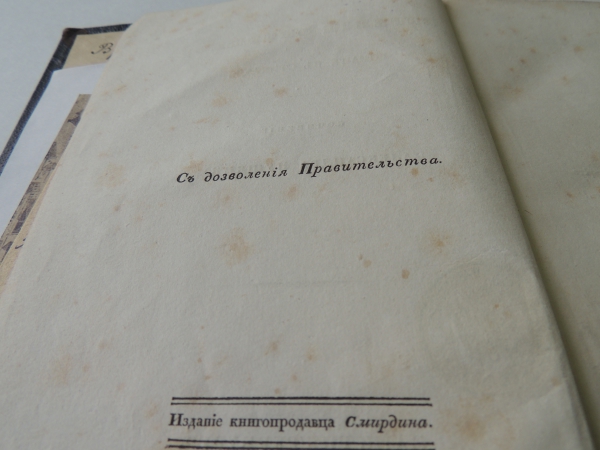 Съ дозволенія Правительства.
Изданіе книгопродавца Смирдина.